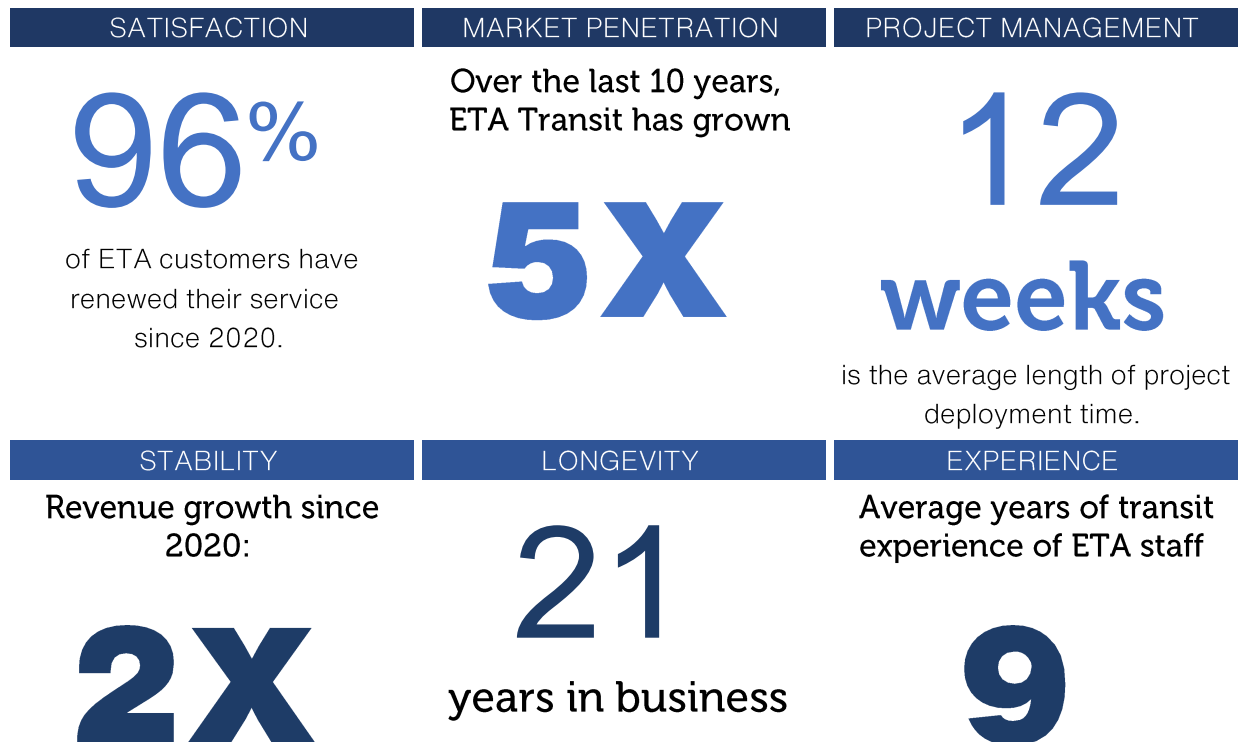 SATISFACTION
96%
of ETA customers have
renewed their service
since 2020.
MARKET PENETRATION
Over the last 10 years,
ETA Transit has grown
5X
PROJECT MANAGEMENT
12
weeks
is the average length of project
deployment time.
STABILITY
Revenue growth since
2020:
2X
LONGEVITY
21
years in business
EXPERIENCE
Average years of transit
experience of ETA staff
9